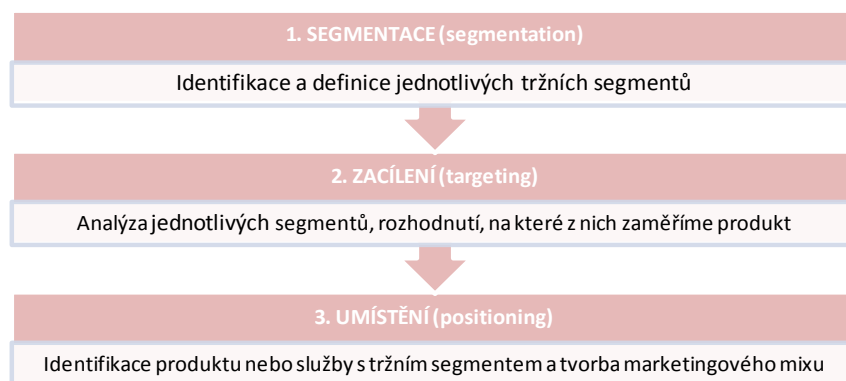 1. SEGMENTACE (segmentation)
Identifikace a definice jednotlivých tržních segmentů
2. ZACÍLENÍ (targeting)
Analýza jednotlivých segmentů, rozhodnutí, na které z nich zaměříme produkt
3. UMÍSTĚNÍ (positioning)
Identifikace produktu nebo služby s tržním segmentem a tvorba marketingového mixu